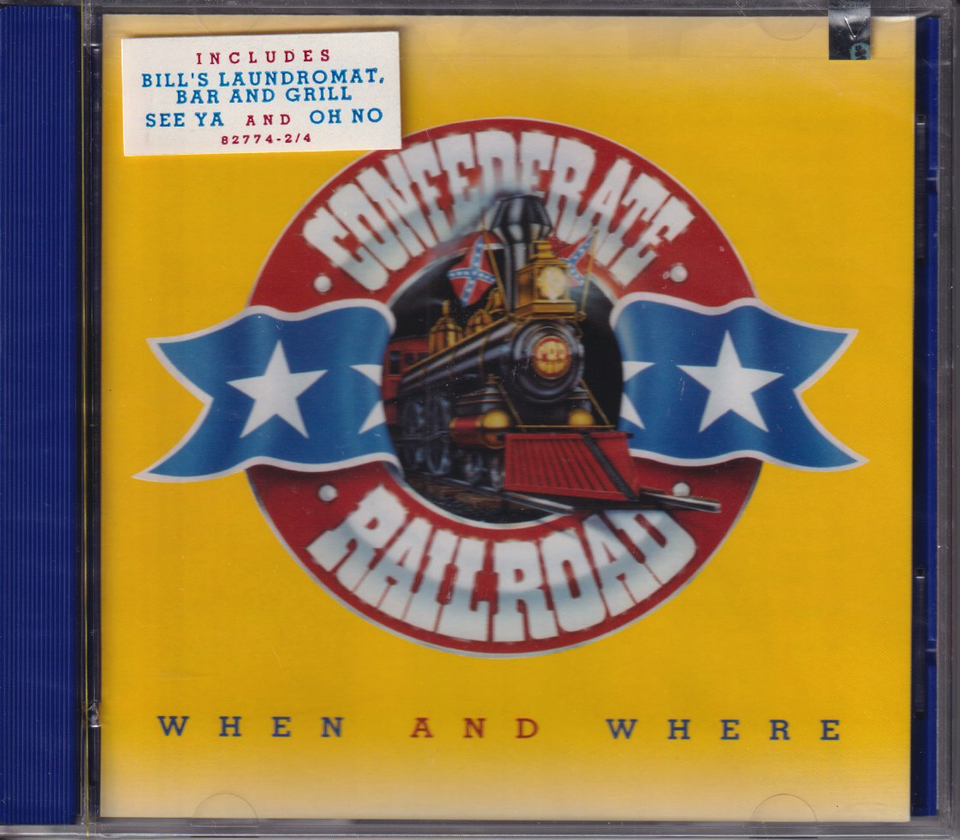 INCLUDES
BILL'S LAUNDROMAT,
BAR AND GRILL
SEE YA AND OH NO
82774-2/4
CONFEDERATE
RAILROAD
WHEN AND WHERE